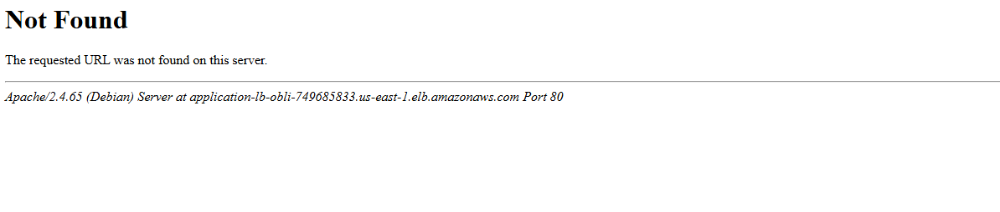 Not Found
The requested URL was not found on this server.
Apache/2.4.65 (Debian) Server at application-lb-obli-749685833.us-east-1.elb.amazonaws.com Port 80